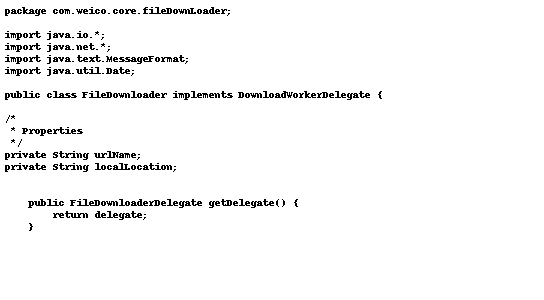 package com.weico.core.fileDownLoader;

import java.io.*;
import java.net.*;
import java.text.MessageFormat;
import java.util.Date;

public class FileDownloader implements DownloadWorkerDelegate {

/*
 * Properties
 */
private String urlName;
private String localLocation;


    public FileDownloaderDelegate getDelegate() {
        return delegate;
    }